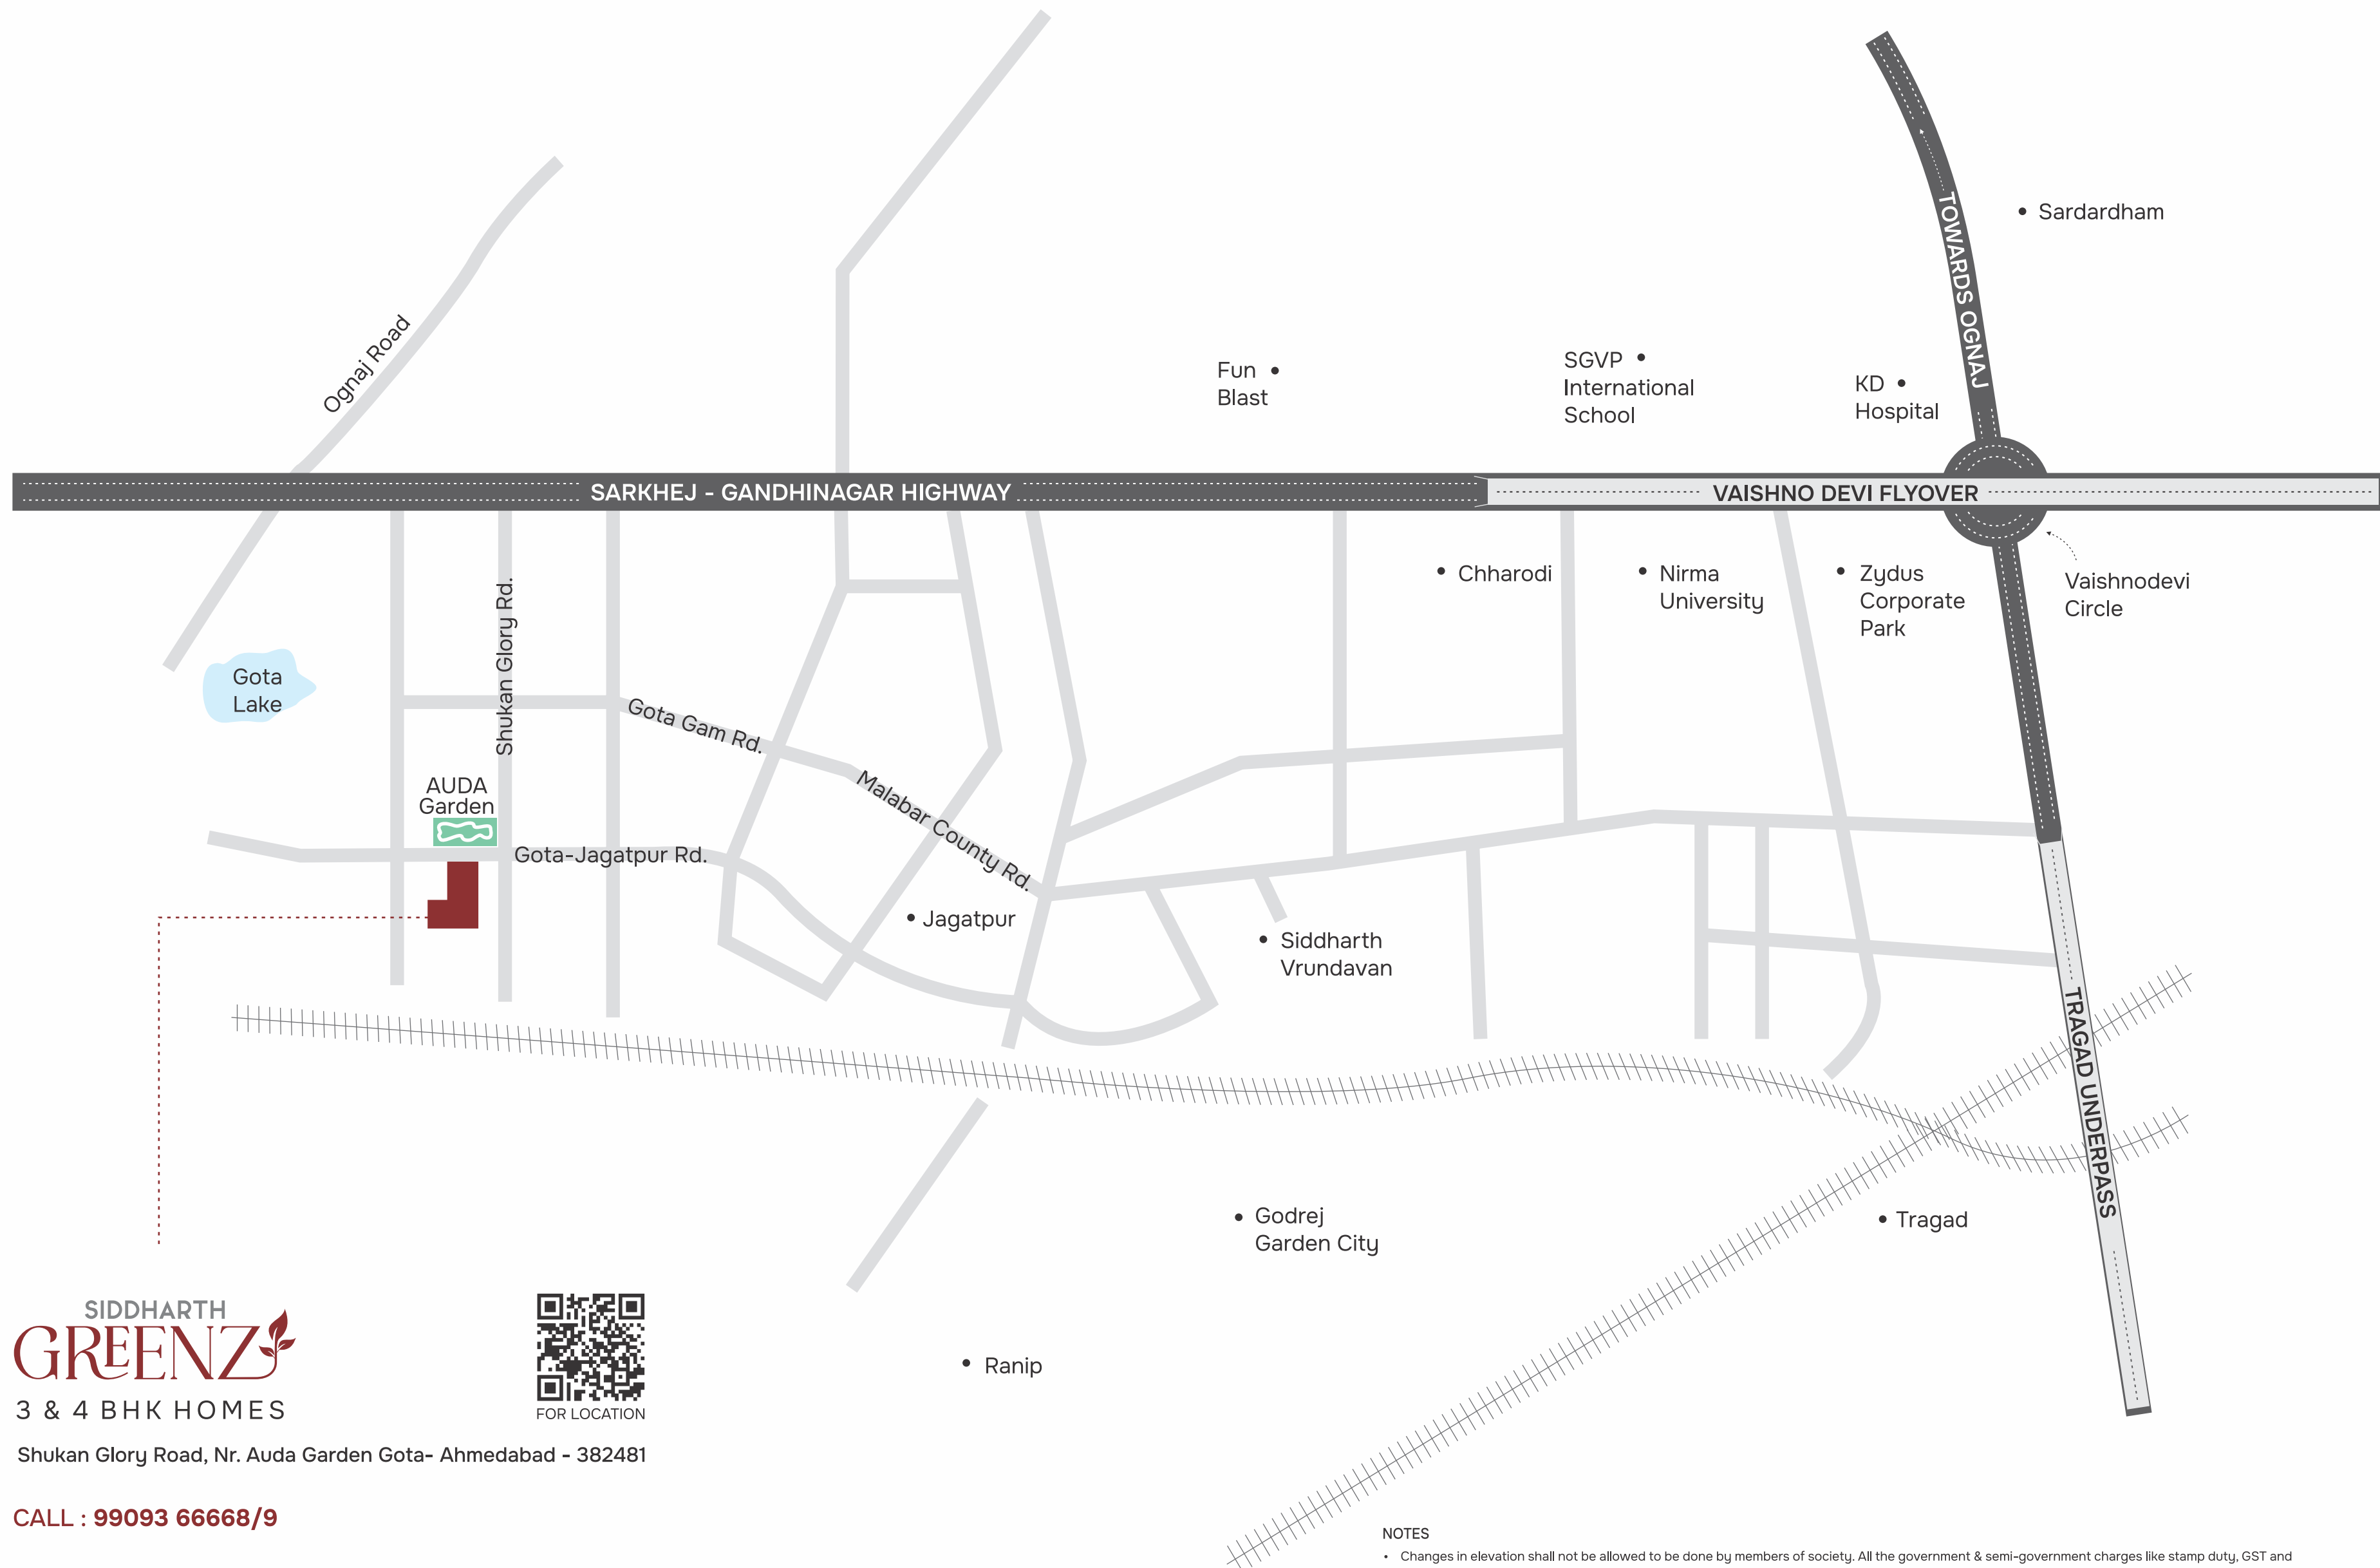 Sardardham
TOWARDS OGNAJ
Ognaj Road
Fun
Blast
SGVP
International
School
KD
Hospital
SARKHEJ - GANDHINAGAR HIGHWAY
VAISHNO DEVI FLYOVER
Chharodi
Nirma
University
Zydus
Corporate
Park
Vaishnodevi
Circle
Gota
Lake
Shukan Glory Rd.
Gota Gam Rd.
AUDA
Garden
Malabar County Rd.
Gota-Jagatpur Rd.
Jagatpur
Siddharth
Vrundavan
TRAGAD UNDERPASS
Godrej
Garden City
Tragad
Ranip
SIDDHARTH
GREENZ
3 & 4 BHK HOMES
FOR LOCATION
Shukan Glory Road, Nr. Auda Garden Gota- Ahmedabad - 382481
CALL : 99093 66668/9
NOTES
• Changes in elevation shall not be allowed to be done by members of society. All the government & semi-government charges like stamp duty, GST and